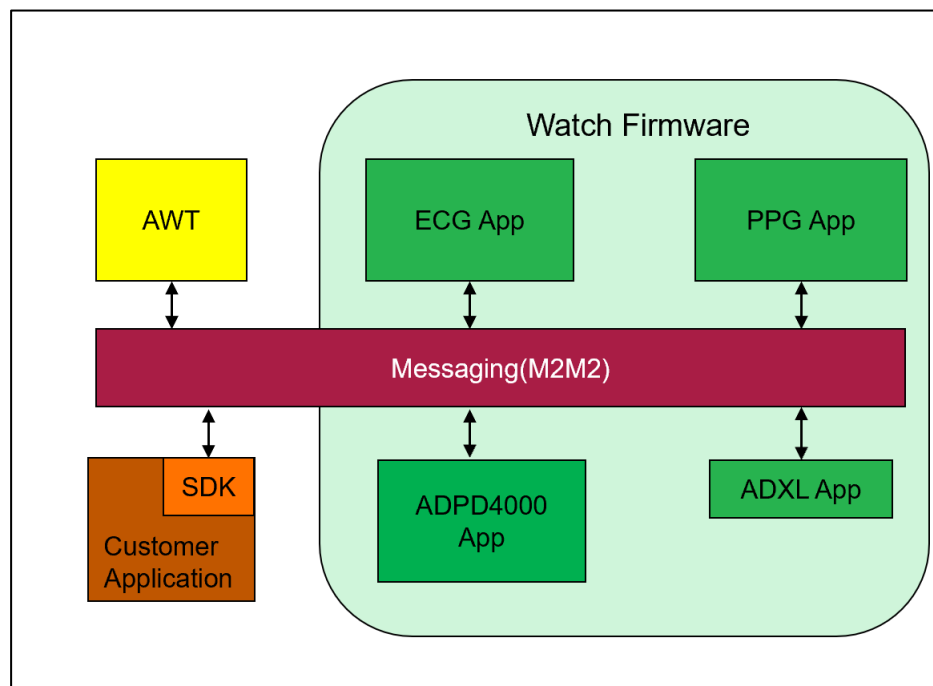 Watch Firmware
AWT
ECG App
PPG App
Messaging(M2M2)
SDK
Customer
Application
ADPD4000
App
ADXL App